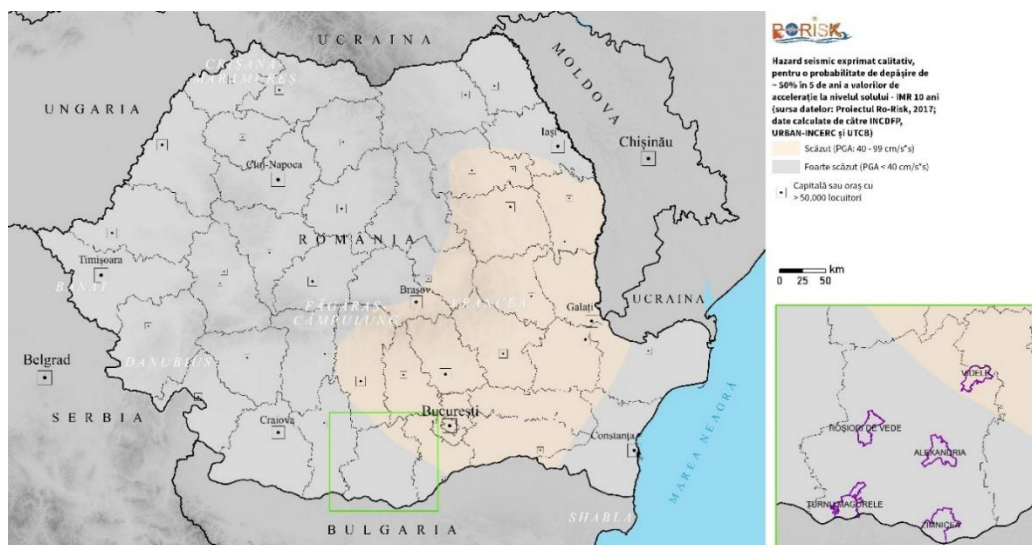 UCRAINA
CRIȘANA
MARAMUREȘ
UNGARIA
MOLDOVA
Iași
Chișinău
Cluj-Napoca
ROMÂNIA
Timișoara
BANAT
Brașov
FĂGĂRAȘ
CÂMPULUNG
VRANCEA
Galați
UCRAINA
DANUBIUS
Belgrad
SERBIA
Craiova
București
Constanța
MAREA NEAGRĂ
SHABLA
BULGARIA
RORISK
Hazard seismic exprimat calitativ,
pentru o probabilitate de depășire de
~ 50% în 5 de ani a valorilor de
accelerație la nivelul solului - IMR 10 ani
(sursa datelor: Proiectul Ro-Risk, 2017;
date calculate de către INCDFP,
URBAN-INCERC și UTCB)
Scăzut (PGA: 40 - 99 cm/s*s)
Foarte scăzut (PGA < 40 cm/s*s)
Capitală sau oraș cu
> 50.000 locuitori
km
0 25 50
VIDELE
ROȘIORI DE VEDE
ALEXANDRIA
TURNU MĂGURELE
ZIMNICEA